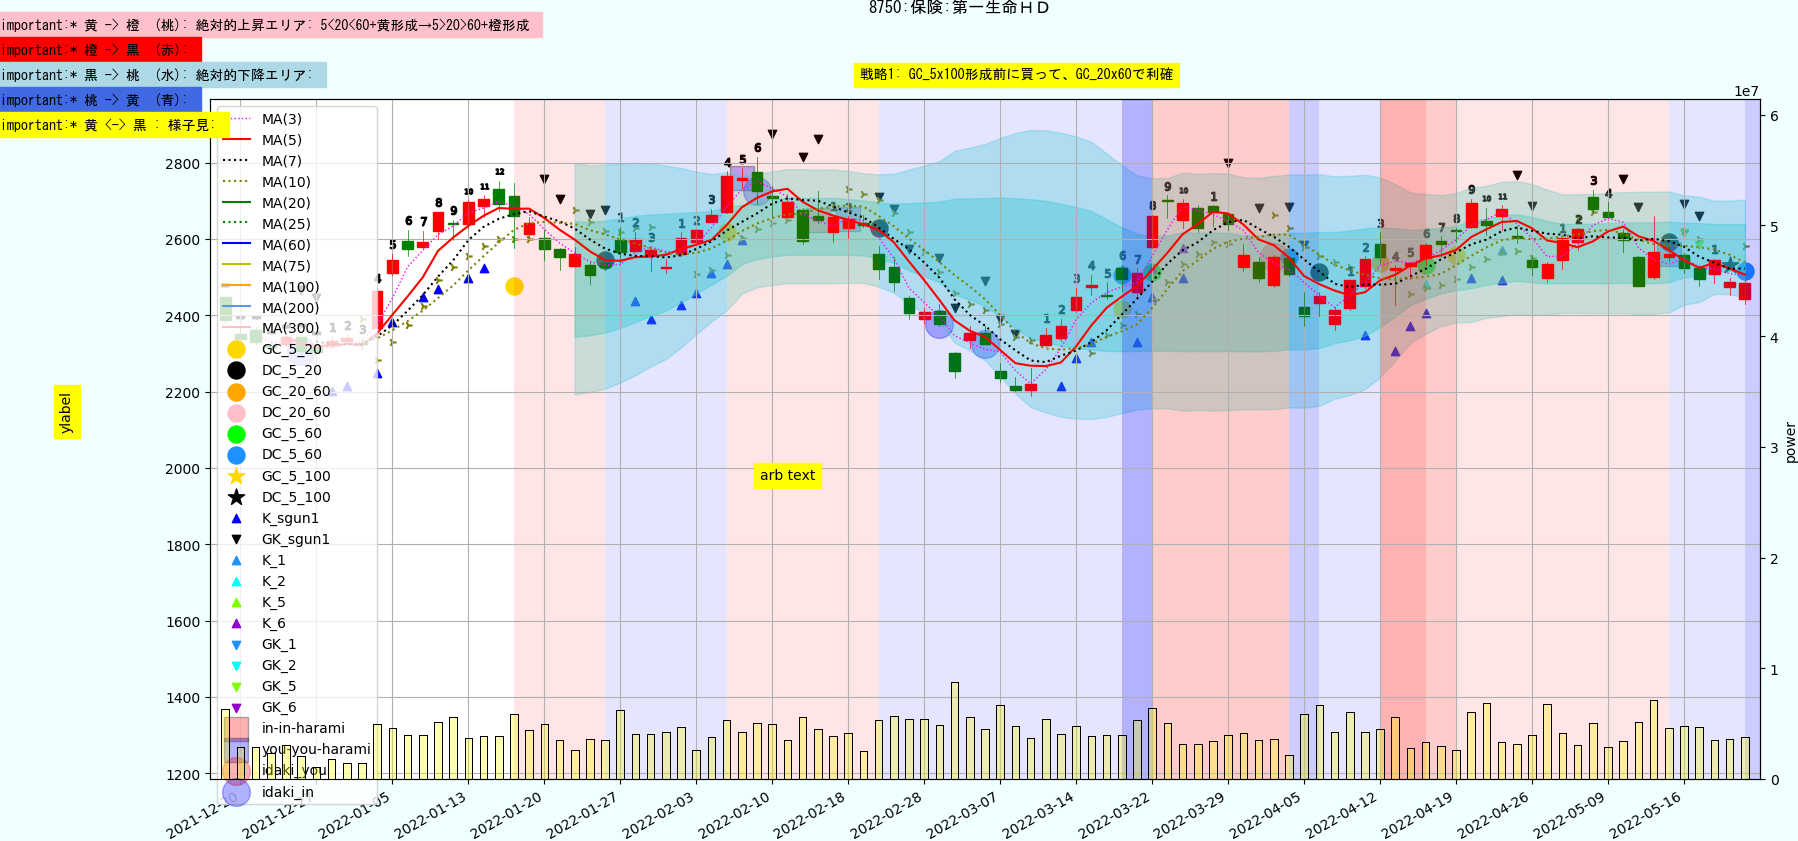 8750:保険:第一生命ＨＤ
important:* 黄 -> 橙 (桃): 絶対的上昇エリア: 5<20<60+黄形成→5>20>60+橙形成
important:* 橙 -> 黒 (赤):
important:* 黒 -> 桃 (水): 絶対的下降エリア:
important:* 桃 -> 黄 (青):
important:* 黄 <-> 黒 : 様子見:
戦略1: GC_5x100形成前に買って、GC_20x60で利確
1e7
MA(3)
MA(5)
MA(7)
MA(10)
MA(20)
MA(25)
MA(60)
MA(75)
MA(100)
MA(200)
MA(300)
GC_5_20
DC_5_20
GC_20_60
DC_20_60
GC_5_60
DC_5_60
GC_5_100
DC_5_100
K_sgun1
GK_sgun1
K_1
K_2
K_5
K_6
GK_1
GK_2
GK_5
GK_6
in-in-harami
you-you-harami
idaki_you
idaki_in
2800
2600
2400
2200
2000
1800
1600
1400
1200
ylabel
arb text
6
5
4
3
2
1
0
power
2022-01-05
2022-01-13
2022-01-20
2022-01-27
2022-02-03
2022-02-10
2022-02-18
2022-02-28
2022-03-07
2022-03-14
2022-03-22
2022-03-29
2022-04-05
2022-04-12
2022-04-19
2022-04-26
2022-05-09
2022-05-16